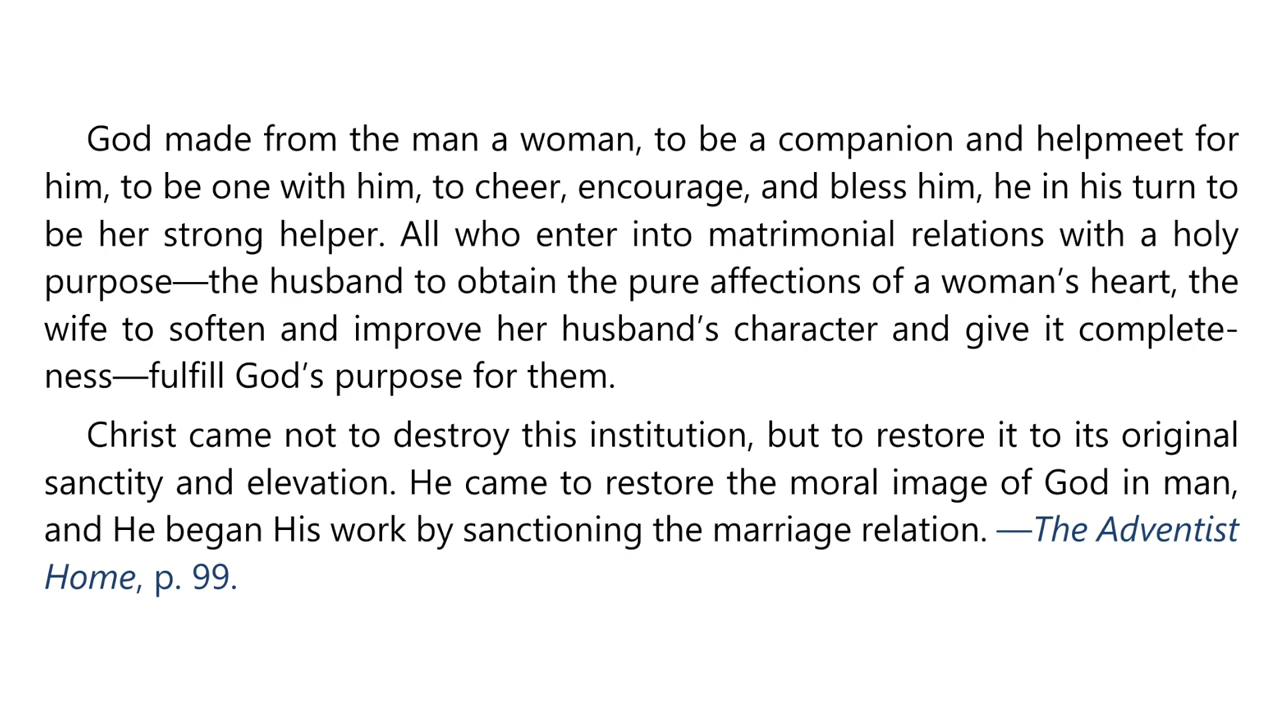 God made from the man a woman, to be a companion and helpmeet for
him, to be one with him, to cheer, encourage, and bless him, he in his turn to
be her strong helper. All who enter into matrimonial relations with a holy
purpose—the husband to obtain the pure affections of a woman’s heart, the
wife to soften and improve her husband’s character and give it complete-
ness—fulfill God’s purpose for them.
Christ came not to destroy this institution, but to restore it to its original
sanctity and elevation. He came to restore the moral image of God in man,
and He began His work by sanctioning the marriage relation. —The Adventist
Home, p. 99.